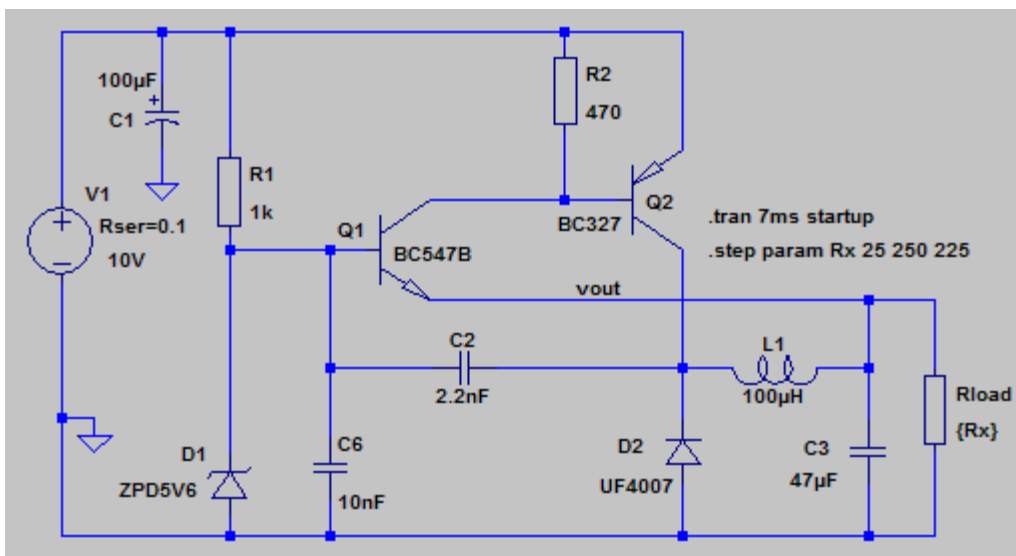 100µF
+
C1
V1
+
Rser=0.1
10V
−
R1
1k
Q1
BC547B
R2
470
Q2
BC327
.tran 7ms startup
.step param Rx 25 250 225
vout
C2
2.2nF
L1
100µH
D1
ZPD5V6
C6
10nF
D2
UF4007
C3
47µF
Rload
{Rx}